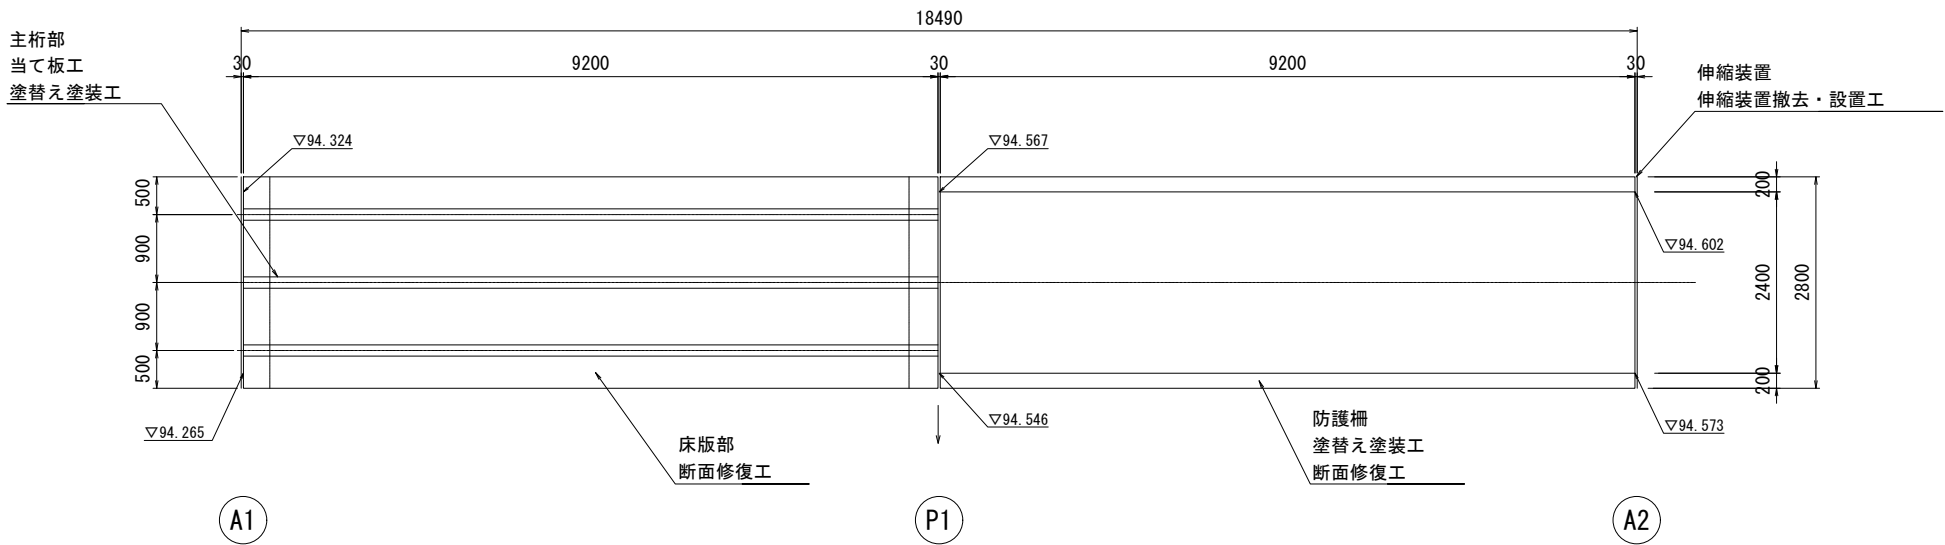 18490
主桁部
当て板工
塗替え塗装工
30
9200
30
9200
30
伸縮装置
伸縮装置撤去・設置工
▽94.324
▽94.567
500
900
900
500
200
2400
200
2800
▽94.602
▽94.265
▽94.546
▽94.573
床版部
断面修復工
防護柵
塗替え塗装工
断面修復工
A1
P1
A2